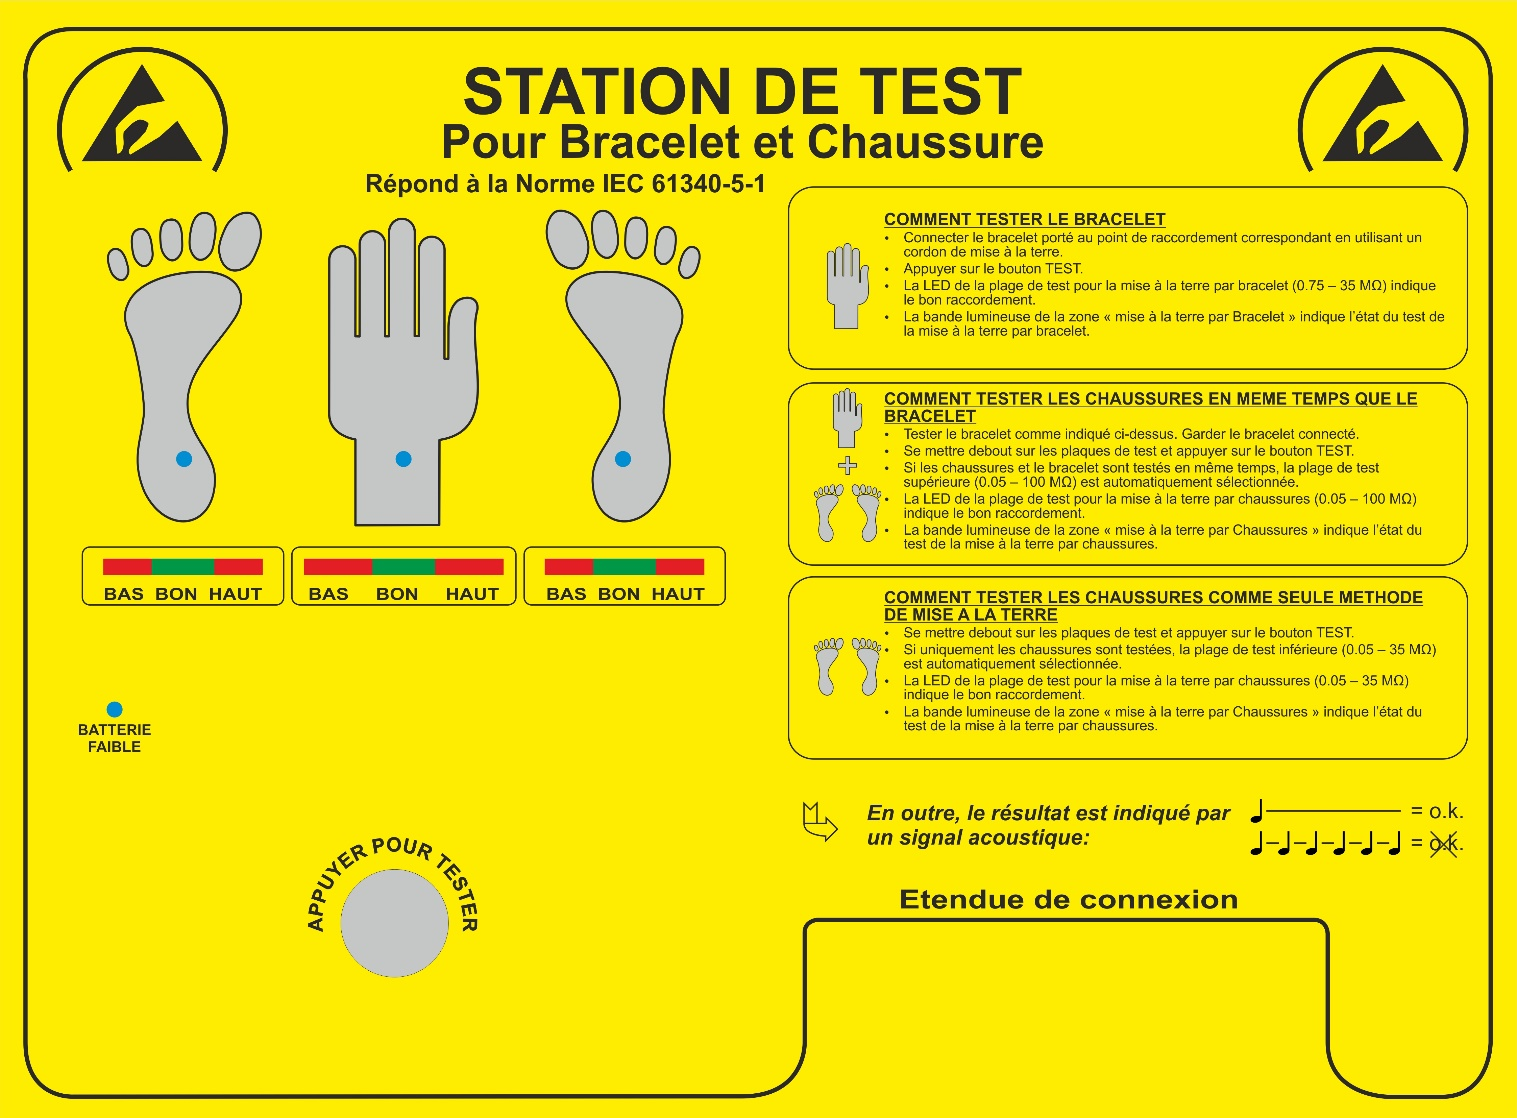 STATION DE TEST
Pour Bracelet et Chaussure
Répond à la Norme IEC 61340-5-1
BAS BON HAUT
BAS BON HAUT
BAS BON HAUT
BATTERIE
FAIBLE
APPUYER POUR TESTER
COMMENT TESTER LE BRACELET
• Connecter le bracelet porté au point de raccordement correspondant en utilisant un
cordon de mise à la terre.
• Appuyer sur le bouton TEST.
• La LED de la plage de test pour la mise à la terre par bracelet (0.75 – 35 MΩ) indique
le bon raccordement.
• La bande lumineuse de la zone « mise à la terre par Bracelet » indique l'état du test de
la mise à la terre par bracelet.
COMMENT TESTER LES CHAUSSURES EN MEME TEMPS QUE LE
BRACELET
• Tester le bracelet comme indiqué ci-dessus. Garder le bracelet connecté.
• Se mettre debout sur les plaques de test et appuyer sur le bouton TEST.
• Si les chaussures et le bracelet sont testés en même temps, la plage de test
supérieure (0.05 – 100 MΩ) est automatiquement sélectionnée.
• La LED de la plage de test pour la mise à la terre par chaussures (0.05 – 100 MΩ)
indique le bon raccordement.
• La bande lumineuse de la zone « mise à la terre par Chaussures » indique l'état du
test de la mise à la terre par chaussures.
COMMENT TESTER LES CHAUSSURES COMME SEULE METHODE
DE MISE A LA TERRE
• Se mettre debout sur les plaques de test et appuyer sur le bouton TEST.
• Si uniquement les chaussures sont testées, la plage de test inférieure (0.05 – 35 MΩ)
est automatiquement sélectionnée.
• La LED de la plage de test pour la mise à la terre par chaussures (0.05 – 35 MΩ)
indique le bon raccordement.
• La bande lumineuse de la zone « mise à la terre par Chaussures » indique l'état du
test de la mise à la terre par chaussures.
En outre, le résultat est indiqué par
un signal acoustique:
= o.k.
= o.k.
Etendue de connexion